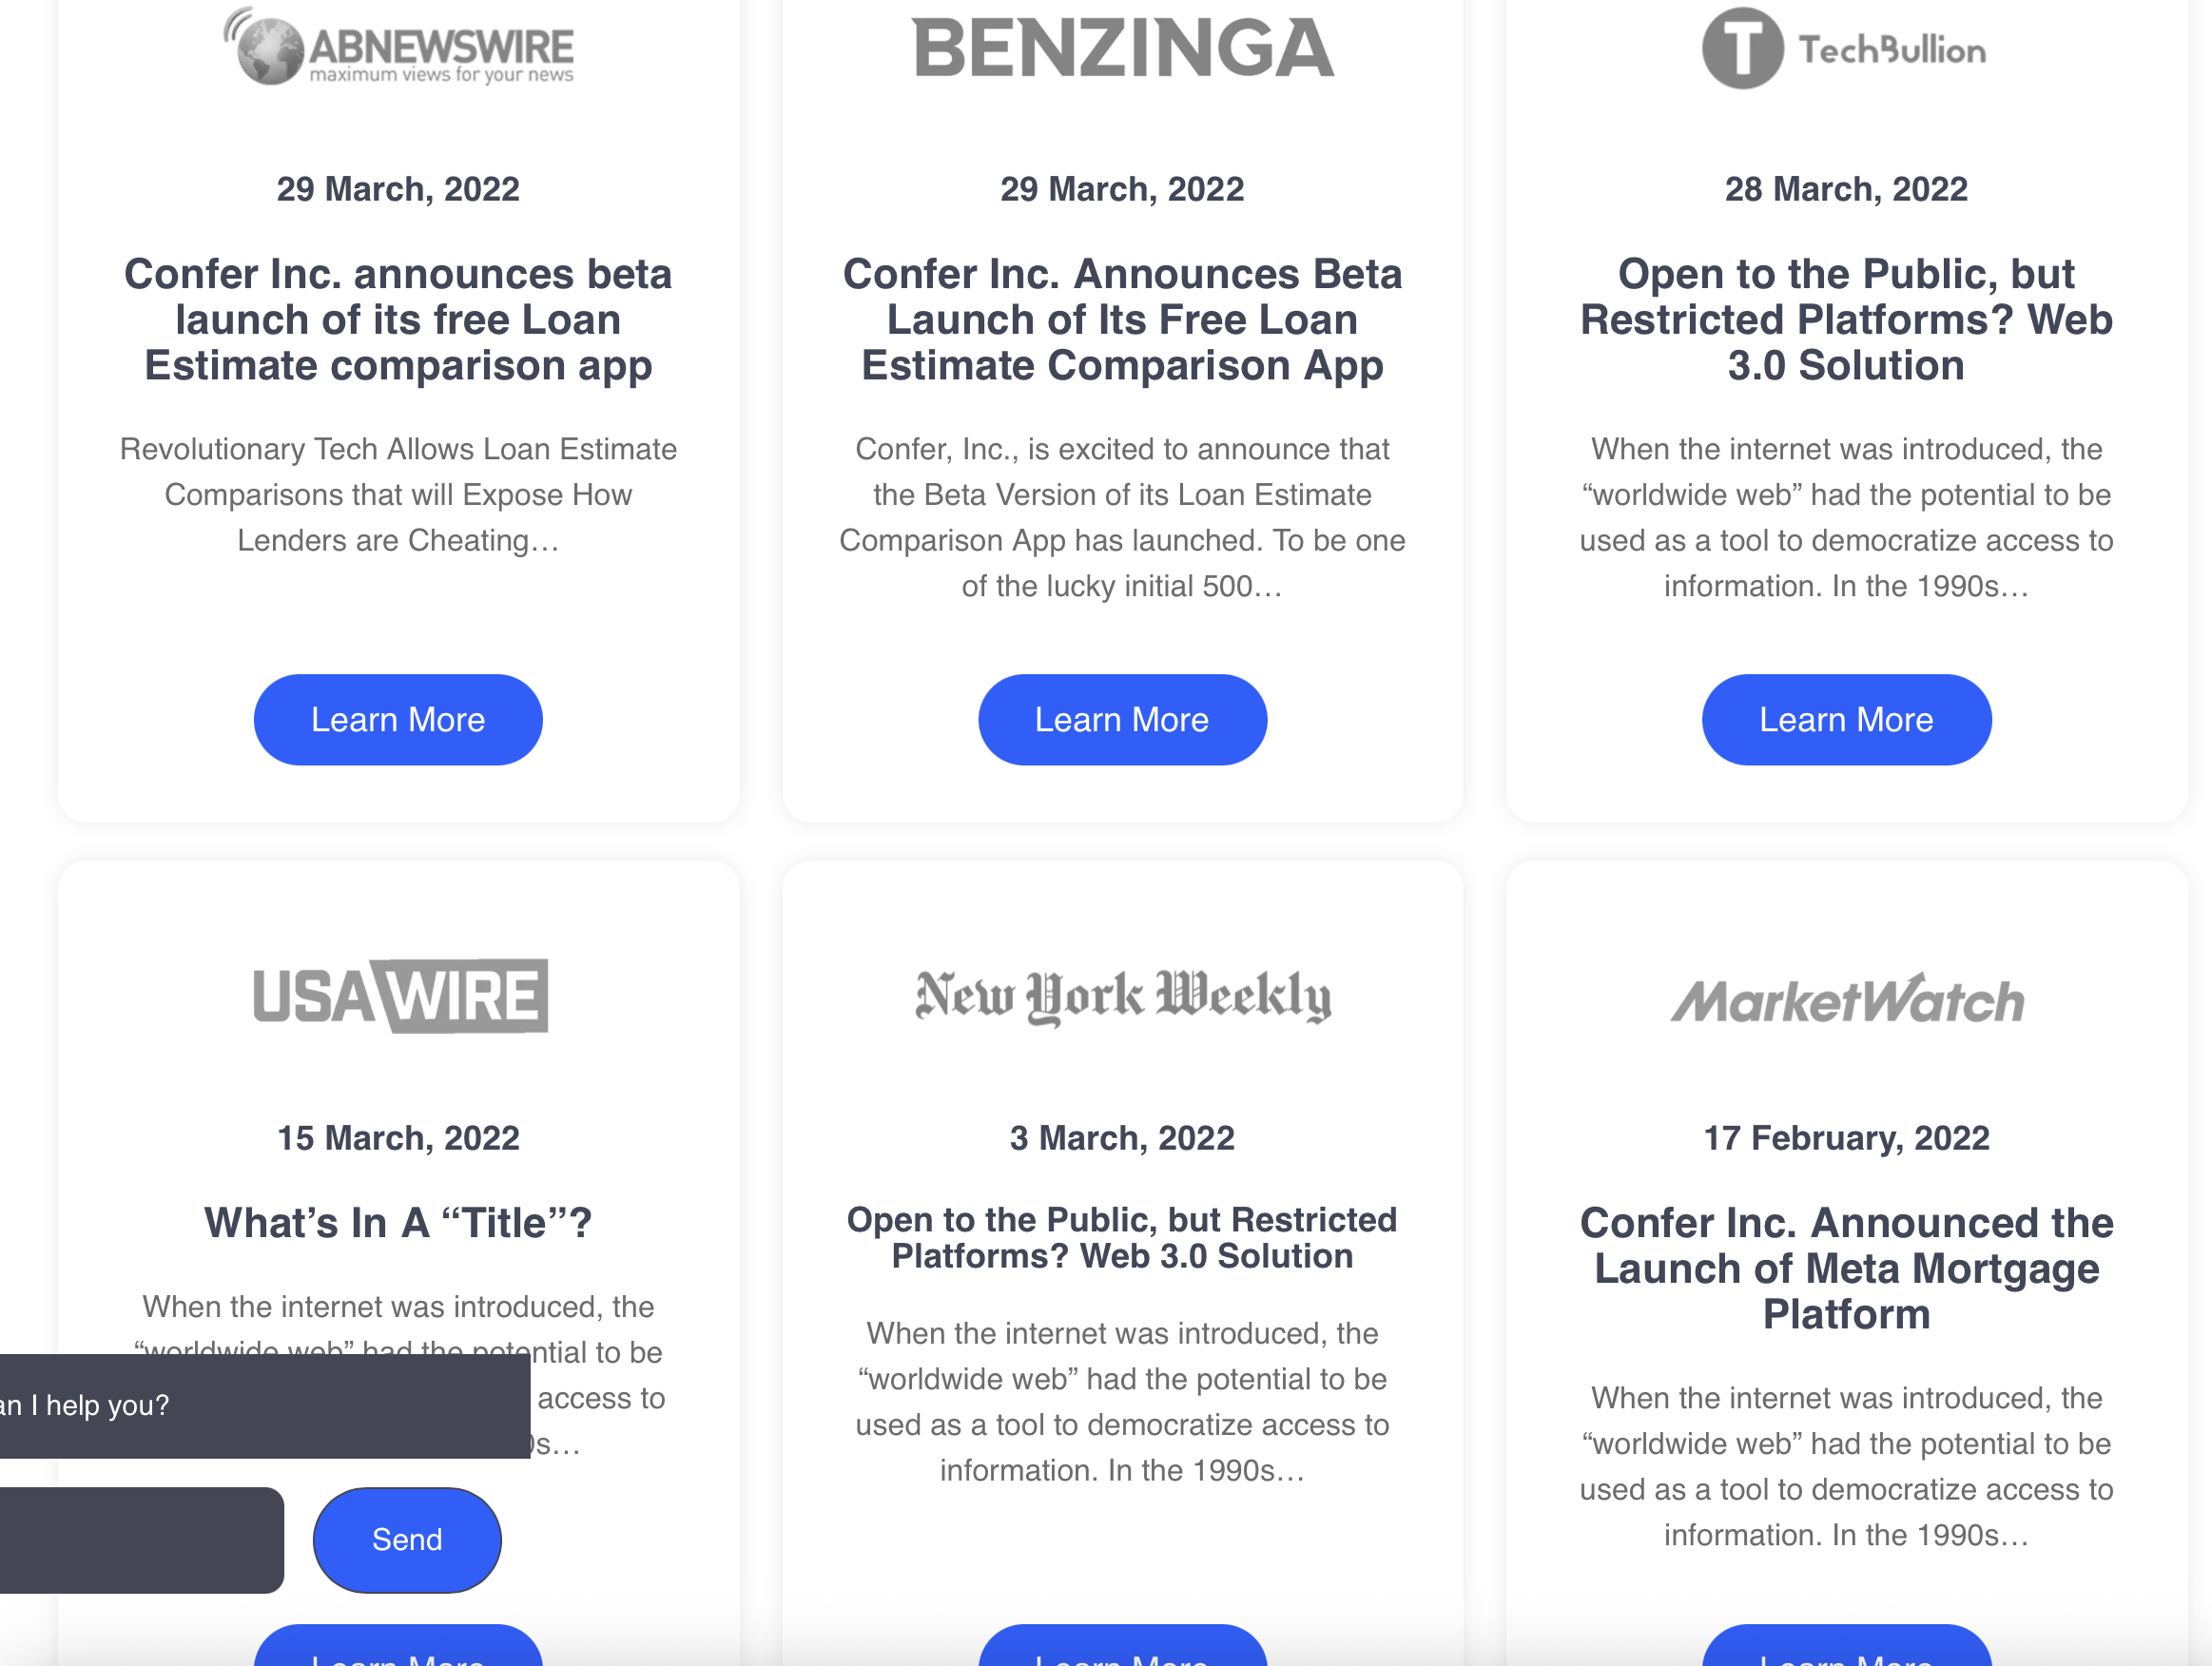 ABNEWSWIRE
maximum views for your news
29 March, 2022
Confer Inc. announces beta
launch of its free Loan
Estimate comparison app
Revolutionary Tech Allows Loan Estimate
Comparisons that will Expose How
Lenders are Cheating…
Learn More
BENZINGA
29 March, 2022
Confer Inc. Announces Beta
Launch of Its Free Loan
Estimate Comparison App
Confer, Inc., is excited to announce that
the Beta Version of its Loan Estimate
Comparison App has launched. To be one
of the lucky initial 500…
Learn More
T TechBullion
28 March, 2022
Open to the Public, but
Restricted Platforms? Web
3.0 Solution
When the internet was introduced, the
“worldwide web” had the potential to be
used as a tool to democratize access to
information. In the 1990s…
Learn More
USAWIRE
15 March, 2022
What’s In A “Title”?
When the internet was introduced, the
“worldwide web” had the potential to be
access to
s…
an I help you?
Send
Learn More
New York Weekly
3 March, 2022
Open to the Public, but Restricted
Platforms? Web 3.0 Solution
When the internet was introduced, the
“worldwide web” had the potential to be
used as a tool to democratize access to
information. In the 1990s…
Learn More
MarketWatch
17 February, 2022
Confer Inc. Announced the
Launch of Meta Mortgage
Platform
When the internet was introduced, the
“worldwide web” had the potential to be
used as a tool to democratize access to
information. In the 1990s…
Learn More